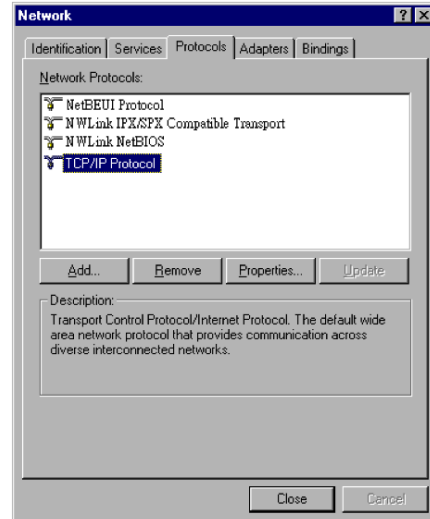 Network
Identification Services Protocols Adapters Bindings
Network Protocols:
NetBEUI Protocol
NWLink IPX/SPX Compatible Transport
NWLink NetBIOS
TCP/IP Protocol
Add... Remove Properties... Update
Description:
Transport Control Protocol/Internet Protocol. The default wide
area network protocol that provides communication across
diverse interconnected networks.
Close Cancel